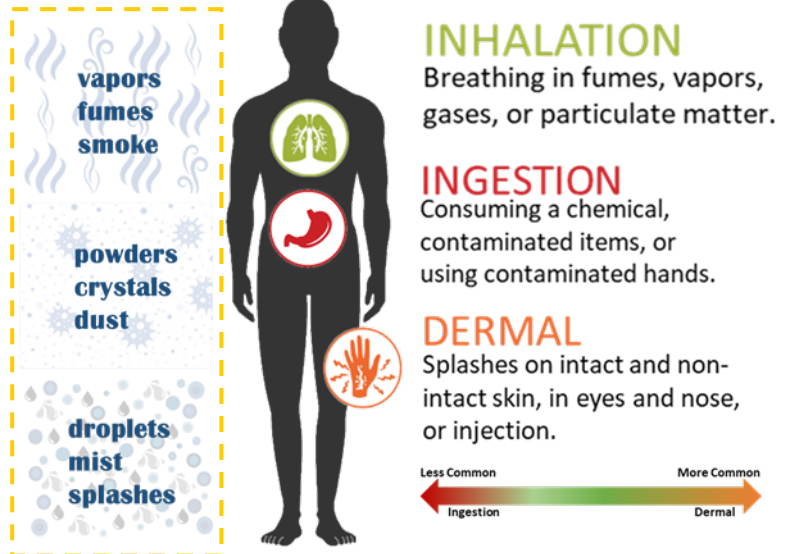 vapors
fumes
smoke
powders
crystals
dust
droplets
mist
splashes
INHALATION
Breathing in fumes, vapors,
gases, or particulate matter.
INGESTION
Consuming a chemical,
contaminated items, or
using contaminated hands.
DERMAL
Splashes on intact and non-
intact skin, in eyes and nose,
or injection.
Less Common More Common
Ingestion Dermal